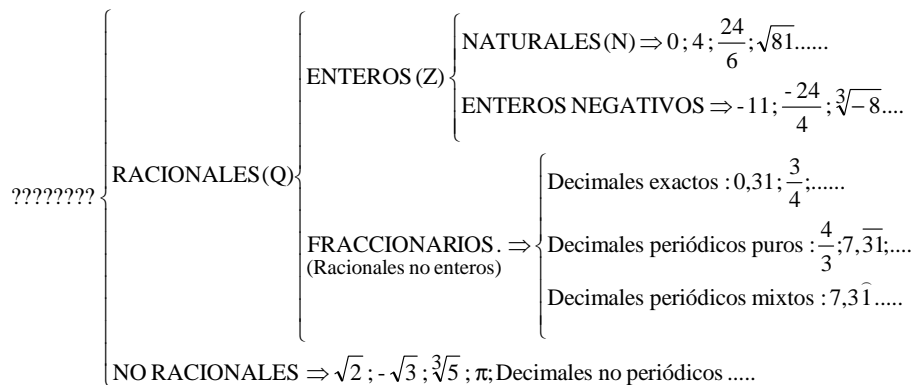 NATURALES (N) ⇒ 0 ; 4 ; 24/6 ; √81......
ENTEROS (Z)
ENTEROS NEGATIVOS ⇒ -11; -24/4 ; ∛-8....
???????? RACIONALES (Q)
Decimales exactos : 0,31; 3/4;......
FRACCIONARIOS. ⇒ Decimales periódicos puros : 4/3; 7,3̅1̅;....
(Racionales no enteros)
Decimales periódicos mixtos : 7,31̂.....
NO RACIONALES ⇒ √2 ; -√3 ; ∛5 ; π; Decimales no periódicos .....